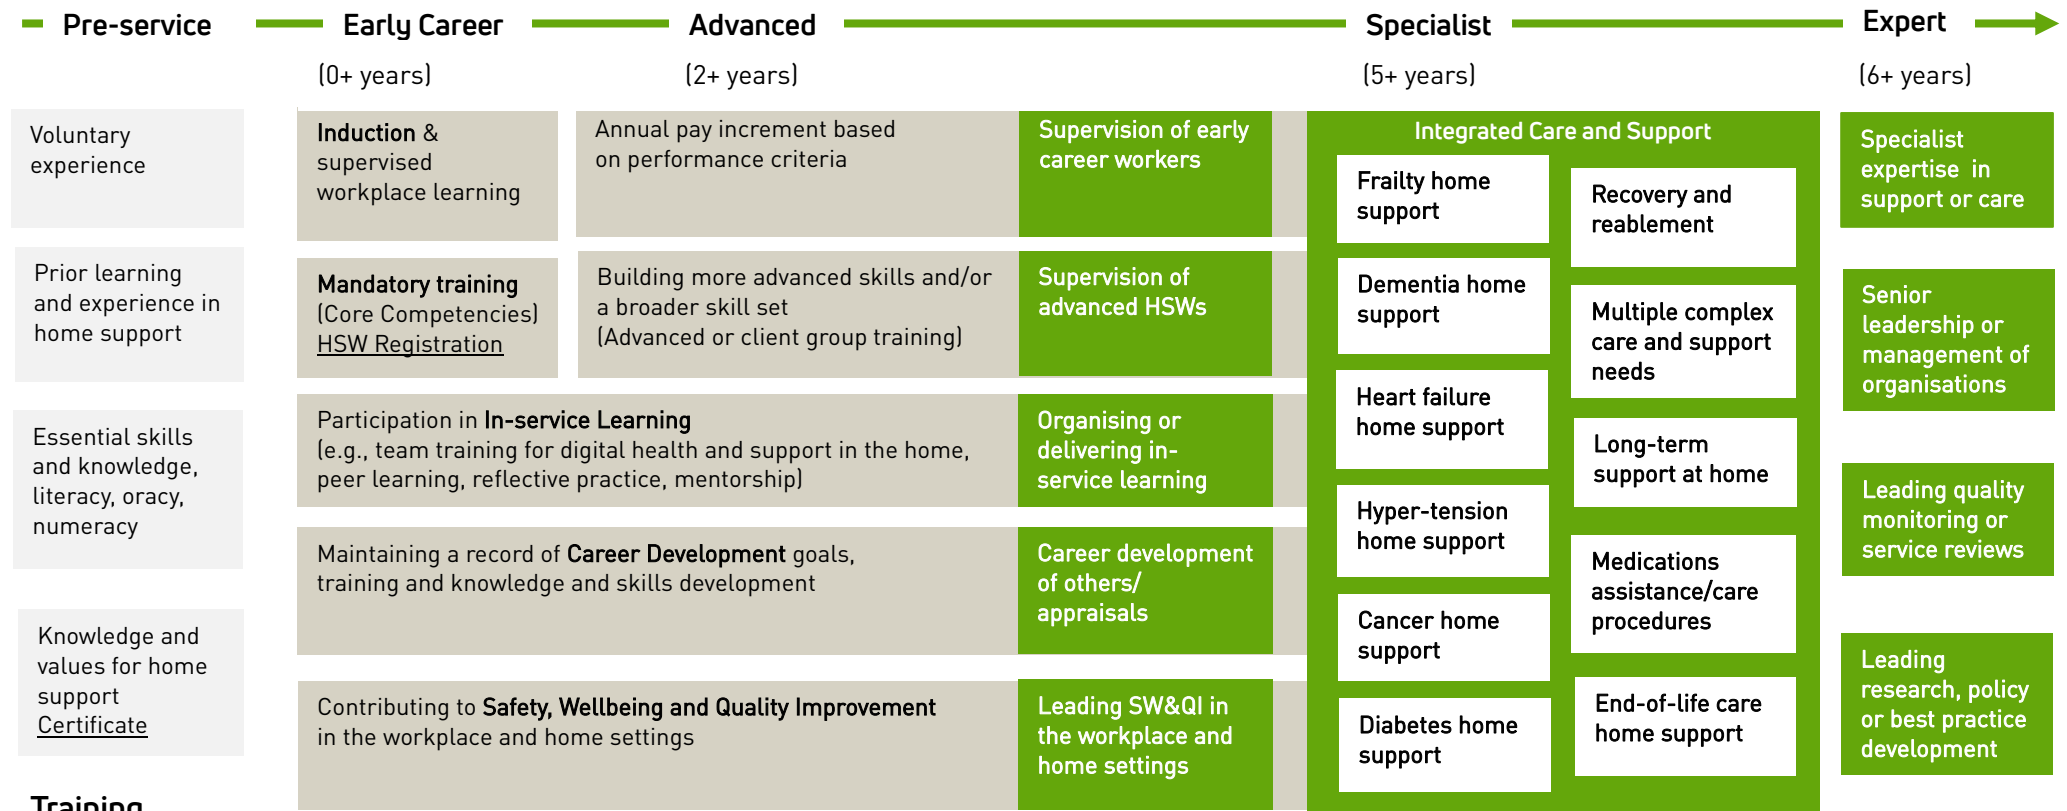 Pre-service
Early Career
Advanced
Specialist
Expert
(0+ years)
(2+ years)
(5+ years)
(6+ years)
Voluntary
experience
Prior learning
and experience in
home support
Essential skills
and knowledge,
literacy, oracy,
numeracy
Knowledge and
values for home
support
Certificate
Induction &
supervised
workplace learning
Mandatory training
(Core Competencies)
HSW Registration
Annual pay increment based
on performance criteria
Building more advanced skills and/or
a broader skill set
(Advanced or client group training)
Participation in In-service Learning
(e.g., team training for digital health and support in the home,
peer learning, reflective practice, mentorship)
Maintaining a record of Career Development goals,
training and knowledge and skills development
Contributing to Safety, Wellbeing and Quality Improvement
in the workplace and home settings
Supervision of early
career workers
Supervision of
advanced HSWs
Organising or
delivering in-
service learning
Career development
of others/
appraisals
Leading SW&QI in
the workplace and
home settings
Integrated Care and Support
Frailty home
support
Dementia home
support
Heart failure
home support
Hyper-tension
home support
Cancer home
support
Diabetes home
support
Recovery and
reablement
Multiple complex
care and support
needs
Long-term
support at home
Medications
assistance/care
procedures
End-of-life care
home support
Specialist
expertise in
support or care
Senior
leadership or
management of
organisations
Leading quality
monitoring or
service reviews
Leading
research, policy
or best practice
development
Training